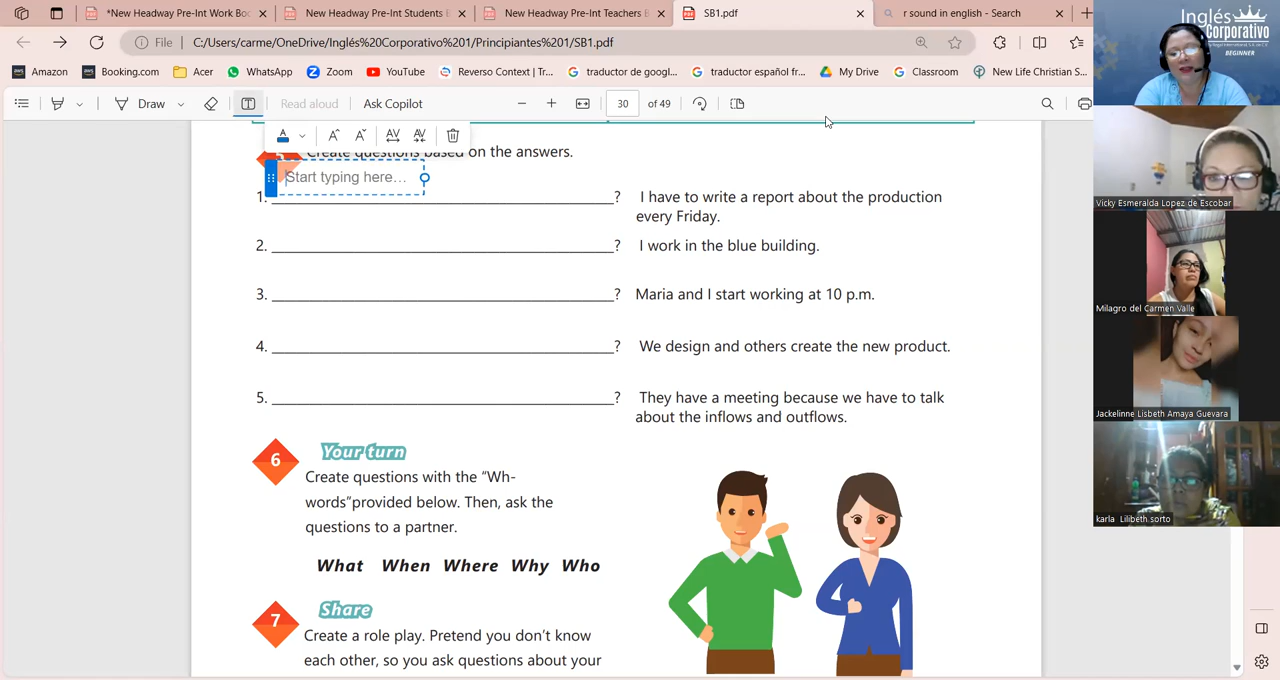 *New Headway Pre-Int Work Boo
New Headway Pre-Int Students E
New Headway Pre-Int Teachers B
SB1.pdf
r sound in english - Search
File
C:/Users/carme/OneDrive/Inglés%20Corporativo%201/Principiantes%201/SB1.pdf
Amazon
Booking.com
Acer
WhatsApp
Zoom
YouTube
Reverso Context | Tr...
traductor de googl...
traductor español fr...
My Drive
Classroom
New Life Christian S...
Draw
Read aloud
Ask Copilot
30
of 49
Create questions based on the answers.
Start typing here...
1. ? I have to write a report about the production
every Friday.
2. ? I work in the blue building.
3. ? Maria and I start working at 10 p.m.
4. ? We design and others create the new product.
5. ? They have a meeting because we have to talk
about the inflows and outflows.
6 Your turn
Create questions with the “Wh-
words”provided below. Then, ask the
questions to a partner.
What When Where Why Who
7 Share
Create a role play. Pretend you don’t know
each other, so you ask questions about your
Inglés
Corporativo
BEGINNER
Vicky Esmeralda Lopez de Escobar
Milagro del Carmen Valle
Jackelinne Lisbeth Amaya Guevara
karla Lilibeth sorto